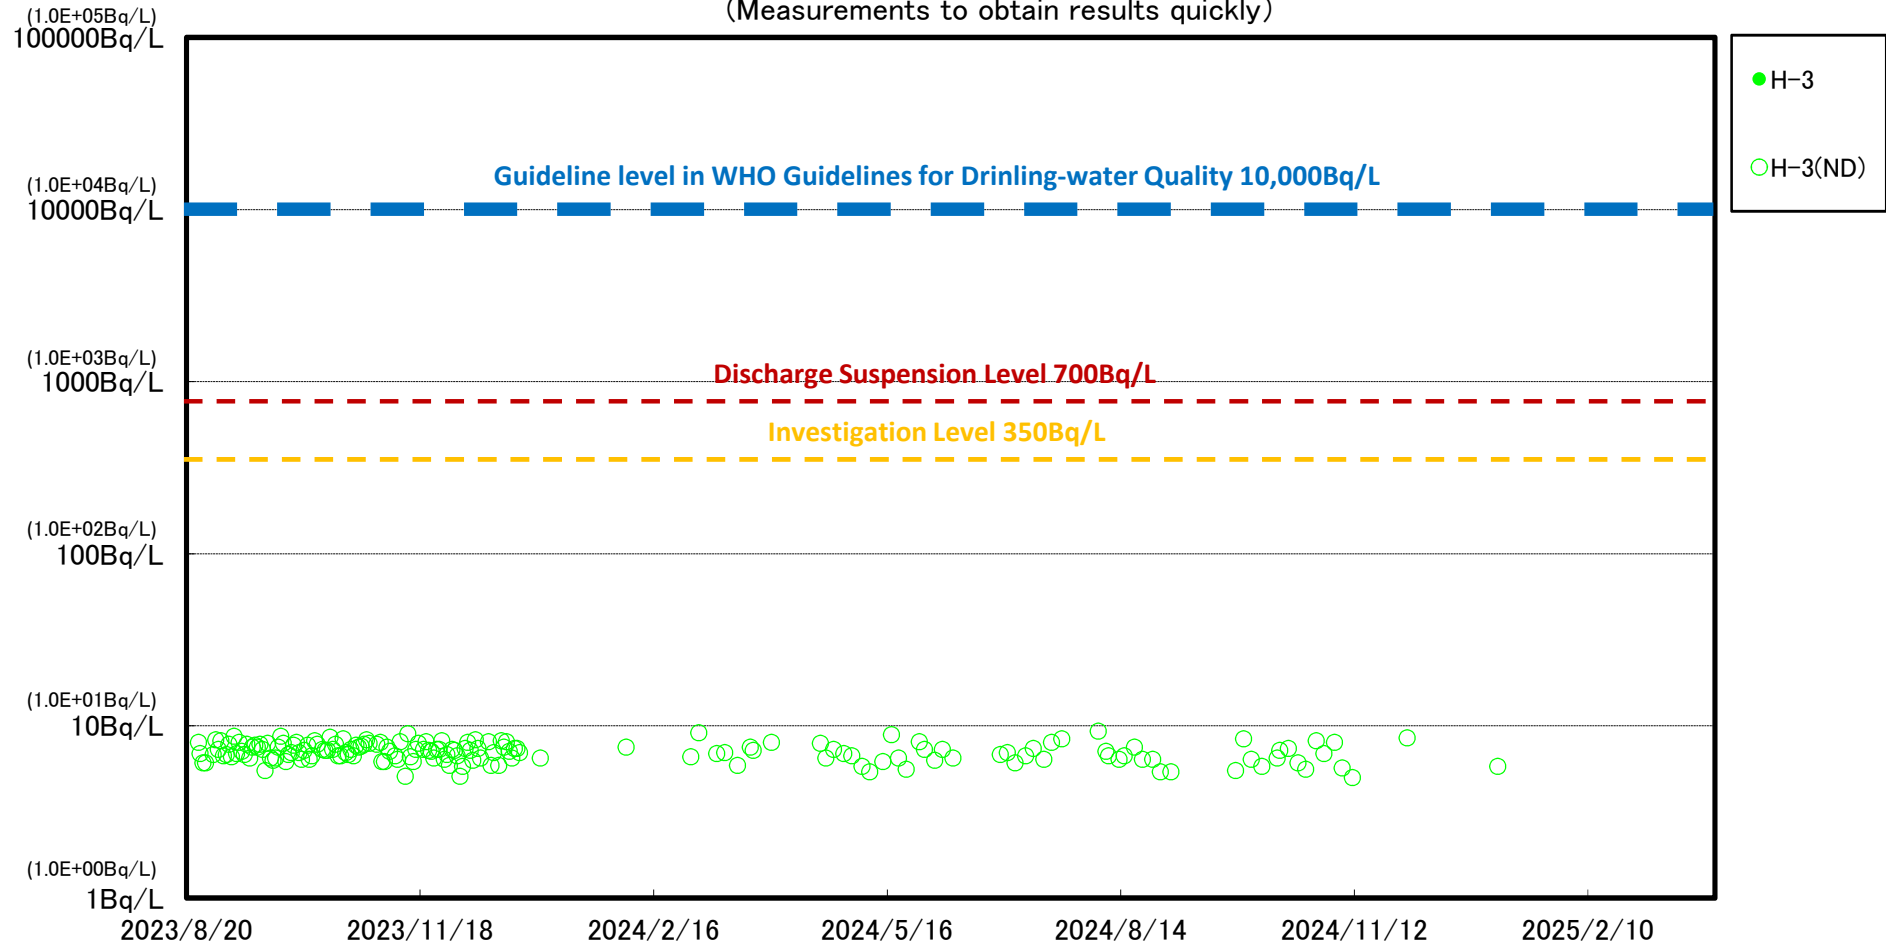 (Measurements to obtain results quickly)
(1.0E+05Bq/L)
100000Bq/L
H-3
H-3(ND)
Guideline level in WHO Guidelines for Drinling-water Quality 10,000Bq/L
(1.0E+04Bq/L)
10000Bq/L
(1.0E+03Bq/L)
1000Bq/L
Discharge Suspension Level 700Bq/L
Investigation Level 350Bq/L
(1.0E+02Bq/L)
100Bq/L
(1.0E+01Bq/L)
10Bq/L
(1.0E+00Bq/L)
1Bq/L
2023/8/20 2023/11/18 2024/2/16 2024/5/16 2024/8/14 2024/11/12 2025/2/10